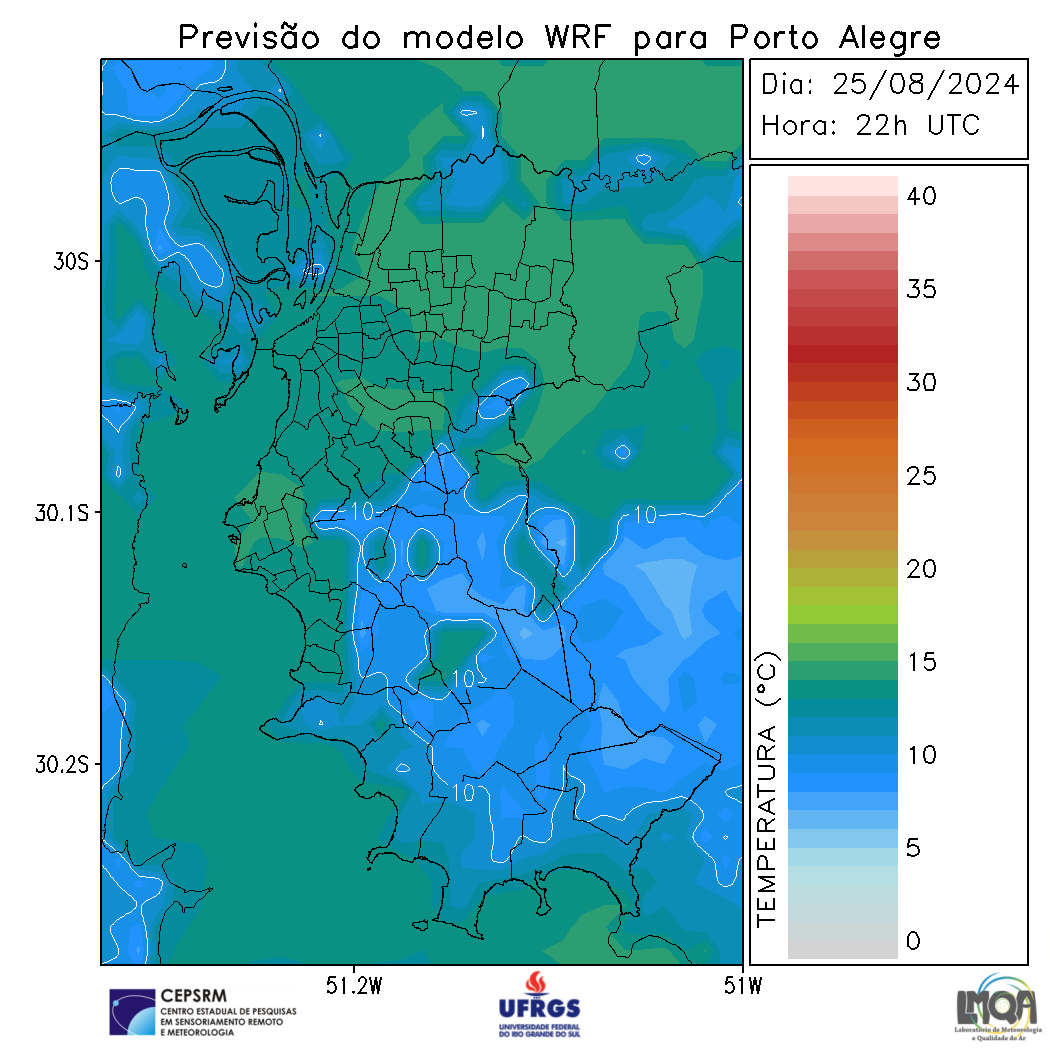 Previsão do modelo WRF para Porto Alegre
Dia: 25/08/2024
Hora: 22h UTC
30S
30.1S
30.2S
51.2W
51W
10
10
10
10
TEMPERATURA (°C)
40
35
30
25
20
15
10
5
0
CEPSRM
CENTRO ESTADUAL DE PESQUISAS
EM SENSORIAMENTO REMOTO
E METEOROLOGIA
UFRGS
UNIVERSIDADE FEDERAL
DO RIO GRANDE DO SUL
LMQA
Laboratório de Meteorologia
e Qualidade do Ar